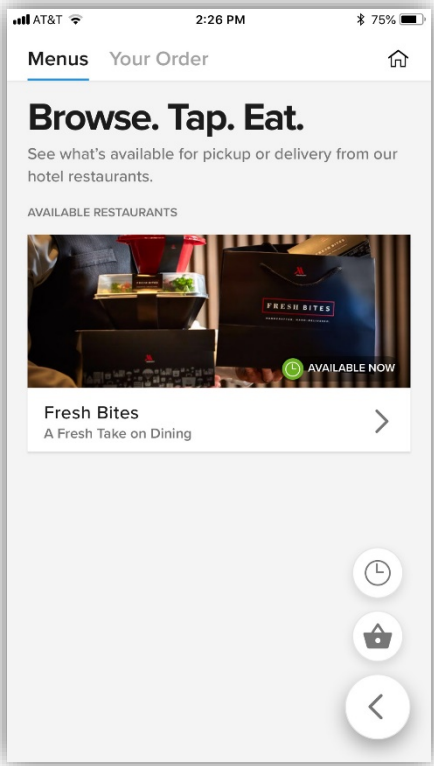 AT&T 2:26 PM 75%
Menus Your Order
Browse. Tap. Eat.
See what’s available for pickup or delivery from our
hotel restaurants.
AVAILABLE RESTAURANTS
FRESH BITES
AVAILABLE NOW
Fresh Bites
A Fresh Take on Dining